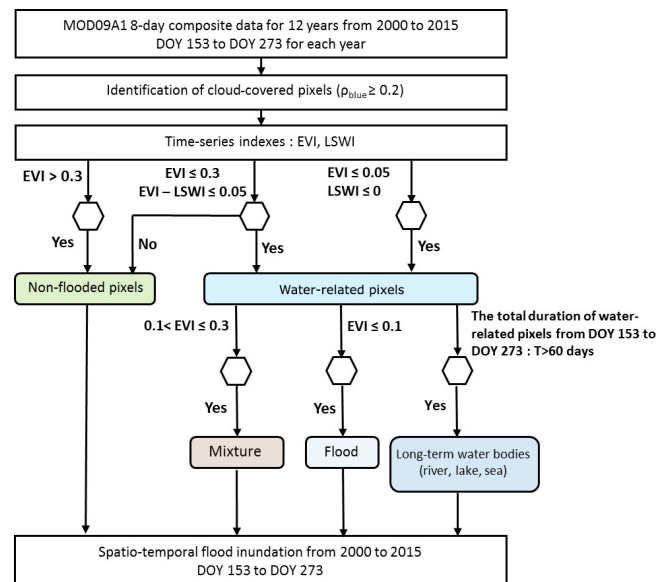 MOD09A1 8-day composite data for 12 years from 2000 to 2015
DOY 153 to DOY 273 for each year
Identification of cloud-covered pixels (ρblue ≥ 0.2)
Time-series indexes : EVI, LSWI
EVI > 0.3
EVI ≤ 0.3
EVI – LSWI ≤ 0.05
EVI ≤ 0.05
LSWI ≤ 0
Yes
No
Yes
Yes
Non-flooded pixels
Water-related pixels
0.1< EVI ≤ 0.3
EVI ≤ 0.1
The total duration of water-
related pixels from DOY 153 to
DOY 273 : T>60 days
Yes
Yes
Yes
Mixture
Flood
Long-term water bodies
(river, lake, sea)
Spatio-temporal flood inundation from 2000 to 2015
DOY 153 to DOY 273